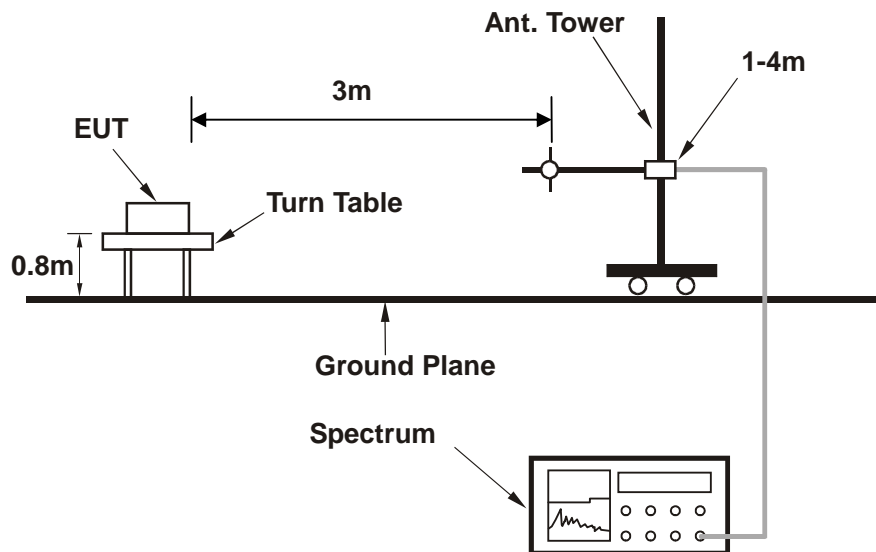 Ant. Tower
1-4m
3m
EUT
Turn Table
0.8m
Ground Plane
Spectrum